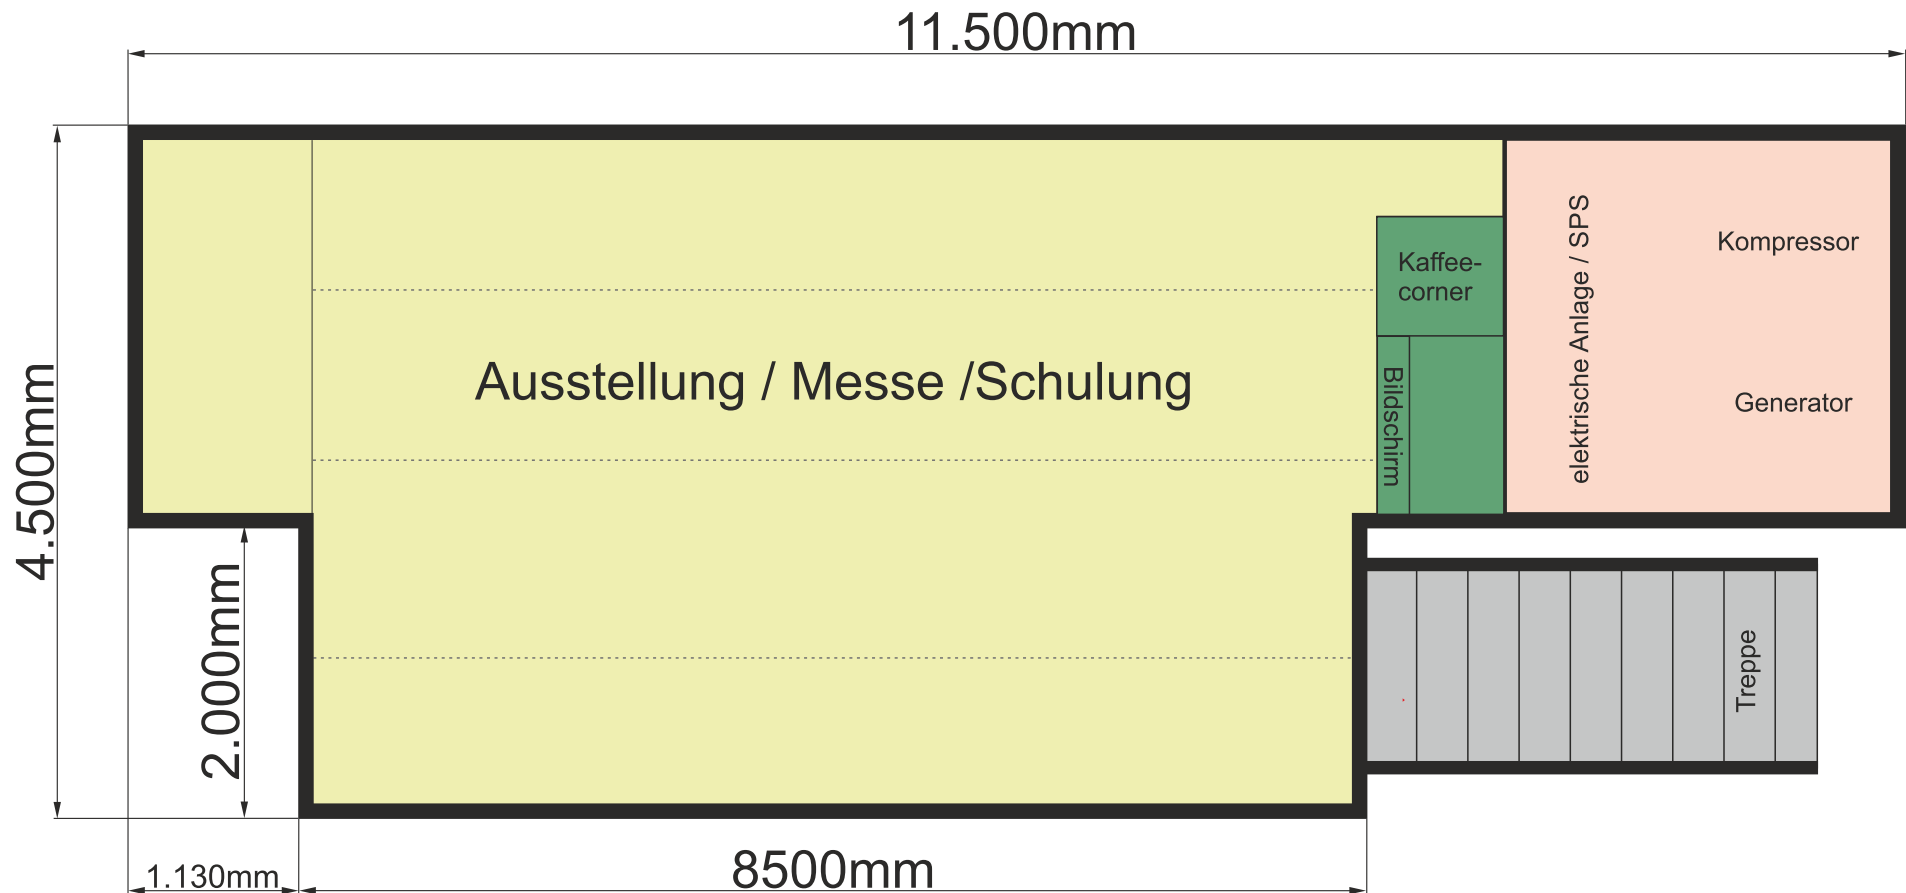 11.500mm
4.500mm
Ausstellung / Messe /Schulung
Kaffee-
corner
Bildschirm
elektrische Anlage / SPS
Kompressor
Generator
2.000mm
Treppe
1.130mm
8500mm